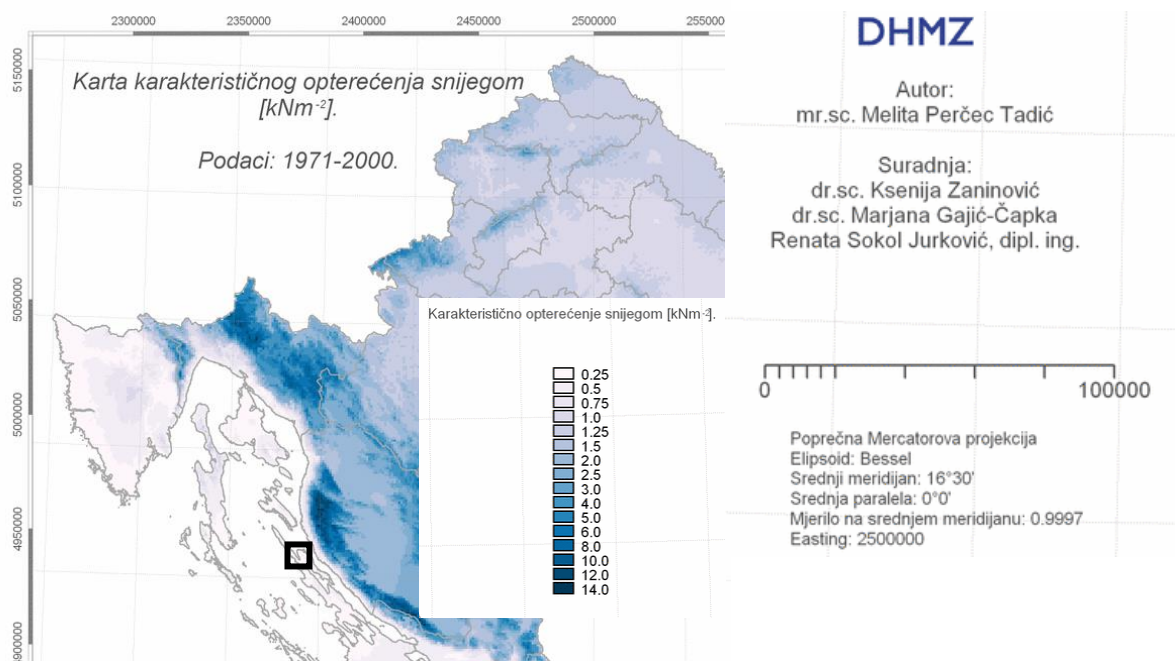 2300000 2350000 2400000 2450000 2500000 2550000
5150000
5100000
5050000
5000000
4950000
4900000
Karta karakterističnog opterećenja snijegom
[kNm-2].
Podaci: 1971-2000.
Karakteristično opterećenje snijegom [kNm-2].
0.25
0.5
0.75
1.0
1.25
1.5
2.0
2.5
3.0
4.0
5.0
6.0
8.0
10.0
12.0
14.0
DHMZ
Autor:
mr.sc. Melita Perčec Tadić
Suradnja:
dr.sc. Ksenija Zaninović
dr.sc. Marjana Gajić-Čapka
Renata Sokol Jurković, dipl. ing.
0 100000
Poprečna Mercatorova projekcija
Elipsoid: Bessel
Srednji meridijan: 16°30'
Srednja paralela: 0°0'
Mjerilo na srednjem meridijanu: 0.9997
Easting: 2500000